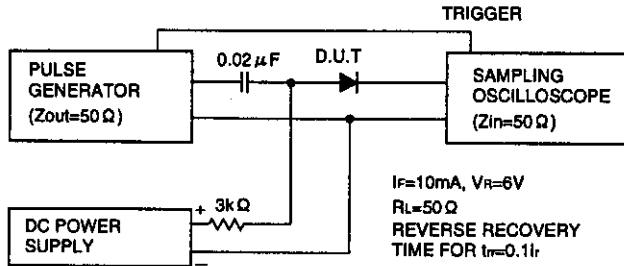 TRIGGER
0.02μF
D.U.T
PULSE
GENERATOR
(Zout=50Ω)
SAMPLING
OSCILLOSCOPE
(Zin=50Ω)
IF=10mA, VR=6V
RL=50Ω
REVERSE RECOVERY
TIME FOR trr=0.1Ir
+
3kΩ
DC POWER
SUPPLY
−